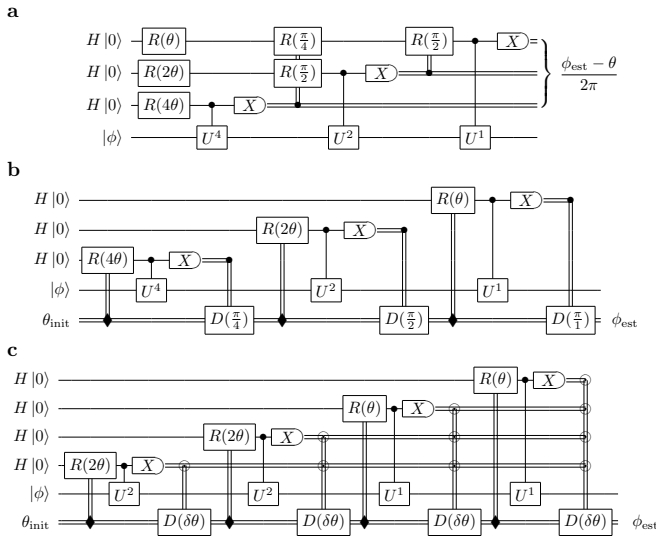 a
H |0⟩ R(θ) R(π/4) R(π/2) X
H |0⟩ R(2θ) R(π/2) X
H |0⟩ R(4θ) X
|ϕ⟩ U⁴ U² U¹
(ϕest − θ)/2π
b
H |0⟩ R(θ) X
H |0⟩ R(2θ) X
H |0⟩ R(4θ) X
|ϕ⟩ U⁴ U² U¹
θinit D(π/4) D(π/2) D(π/1) ϕest
c
H |0⟩ R(θ) X
H |0⟩ R(θ) X
H |0⟩ R(2θ) X
H |0⟩ R(2θ) X
|ϕ⟩ U² U² U¹ U¹
θinit D(δθ) D(δθ) D(δθ) D(δθ) ϕest